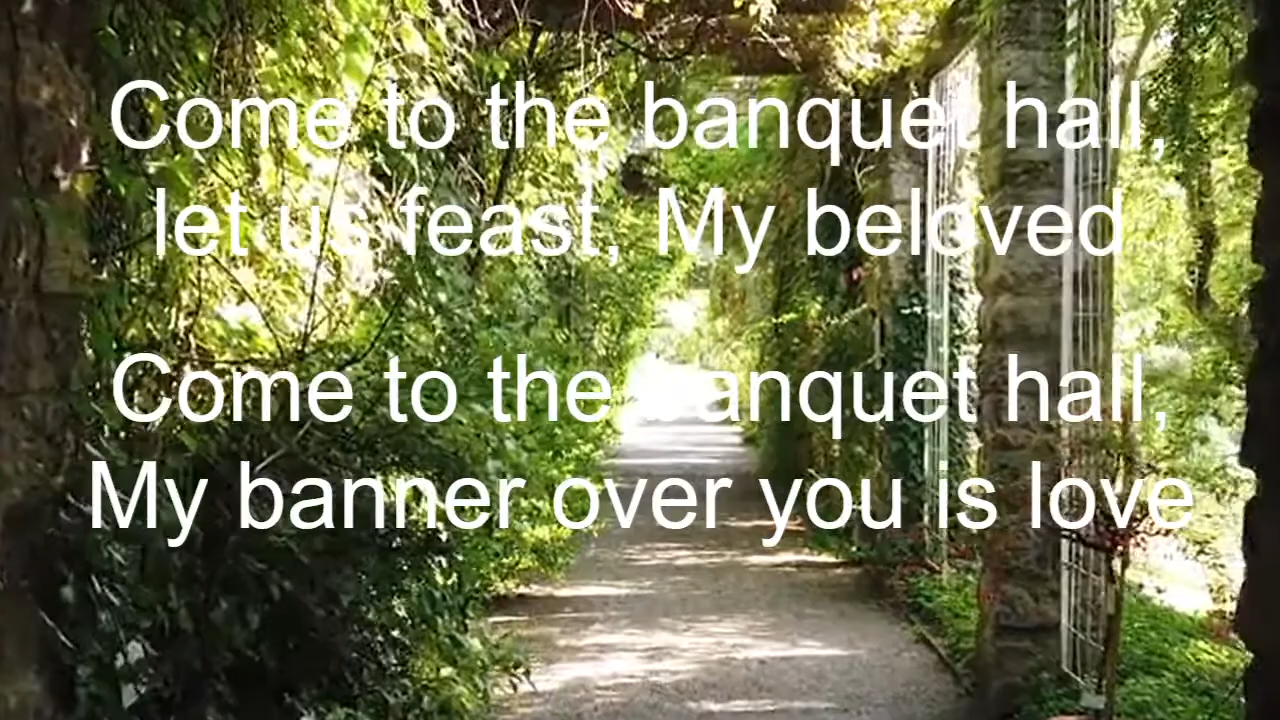 Come to the banquet hall,
let us feast, My beloved
Come to the banquet hall,
My banner over you is love